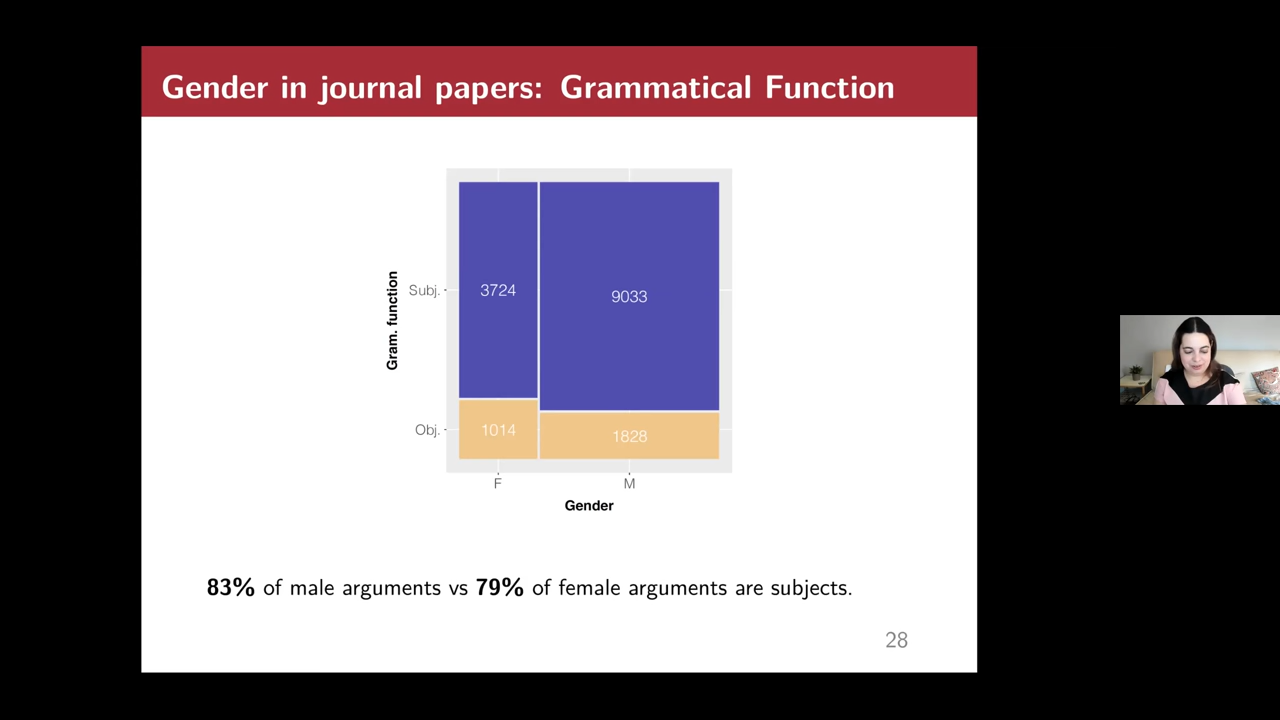 Gender in journal papers: Grammatical Function
Gram. function
Subj.
3724
9033
Obj.
1014
1828
F
M
Gender
83% of male arguments vs 79% of female arguments are subjects.
28